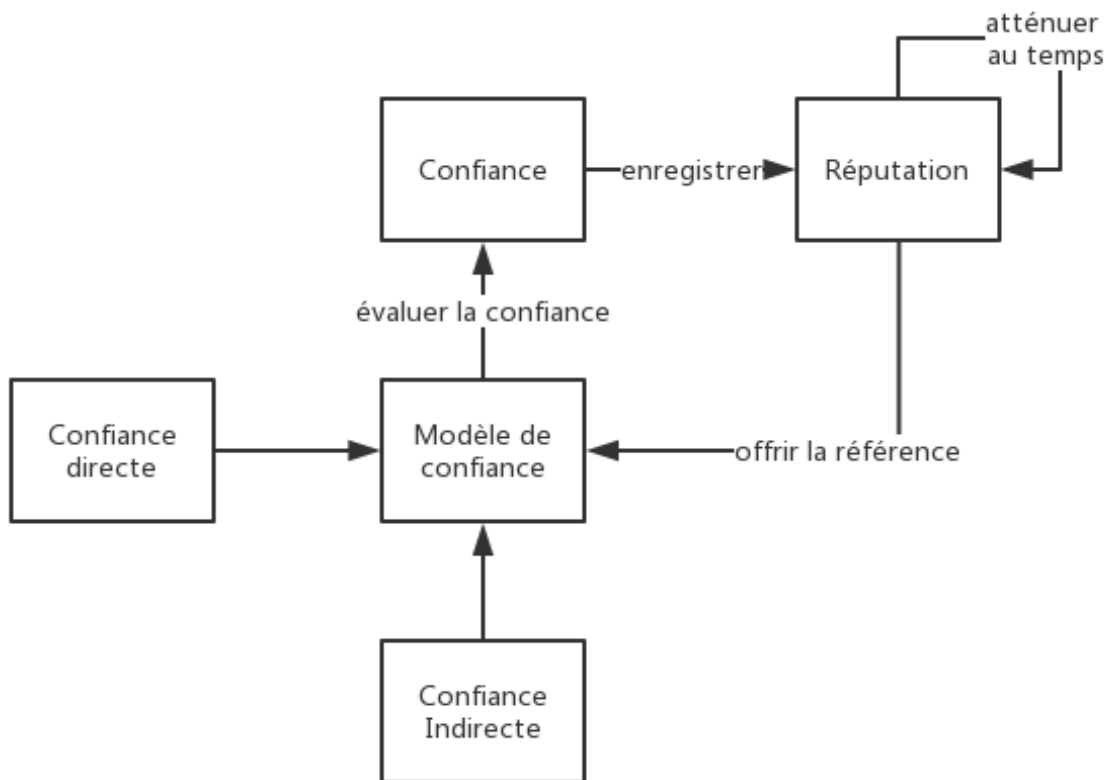 atténuer
au temps
Confiance
enregistrer
Réputation
évaluer la confiance
Confiance
directe
Modèle de
confiance
offrir la référence
Confiance
Indirecte